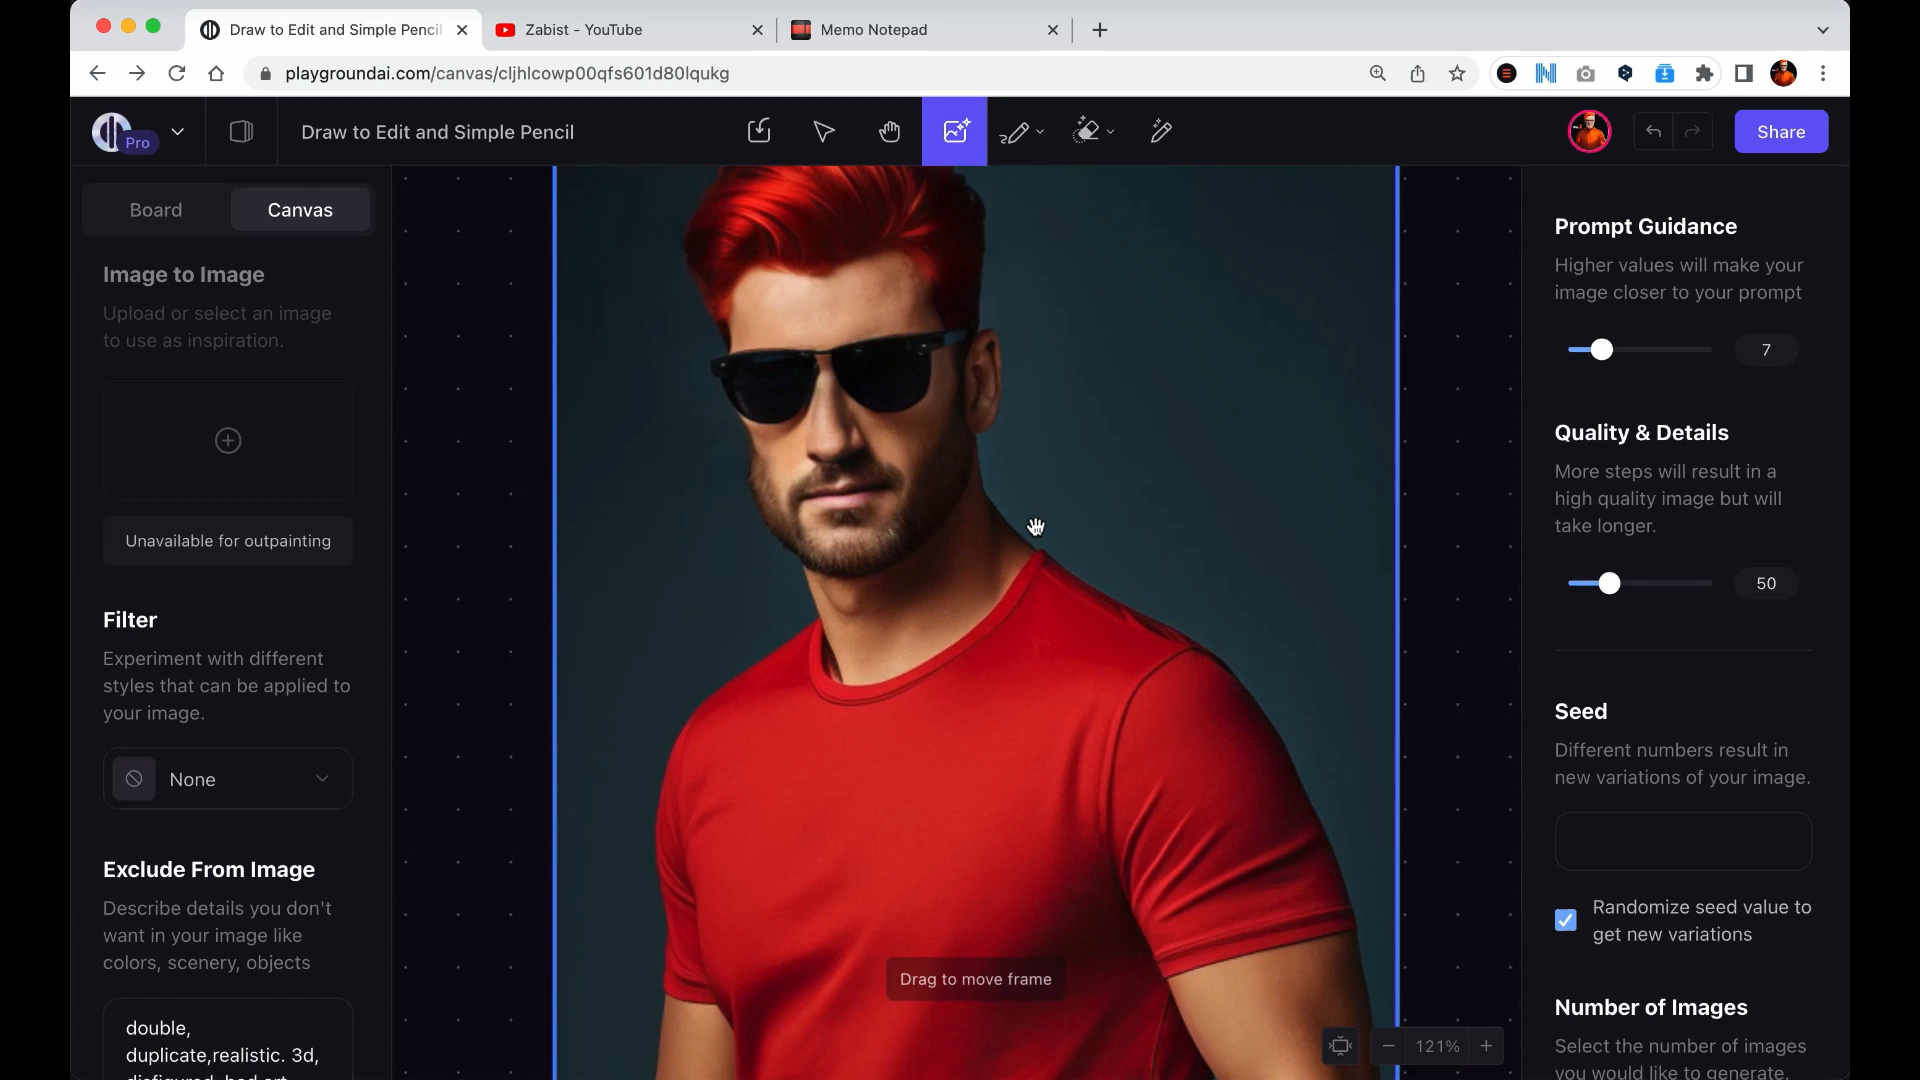 Draw to Edit and Simple Pencil
Zabist - YouTube
Memo Notepad
playgroundai.com/canvas/cljhlcowp00qfs601d80lqukg
Pro
Draw to Edit and Simple Pencil
Share
Board
Canvas
Image to Image
Upload or select an image
to use as inspiration.
Unavailable for outpainting
Filter
Experiment with different
styles that can be applied to
your image.
None
Exclude From Image
Describe details you don't
want in your image like
colors, scenery, objects
double,
duplicate,realistic. 3d,
Drag to move frame
121%
Prompt Guidance
Higher values will make your
image closer to your prompt
7
Quality & Details
More steps will result in a
high quality image but will
take longer.
50
Seed
Different numbers result in
new variations of your image.
Randomize seed value to
get new variations
Number of Images
Select the number of images
you would like to generate.